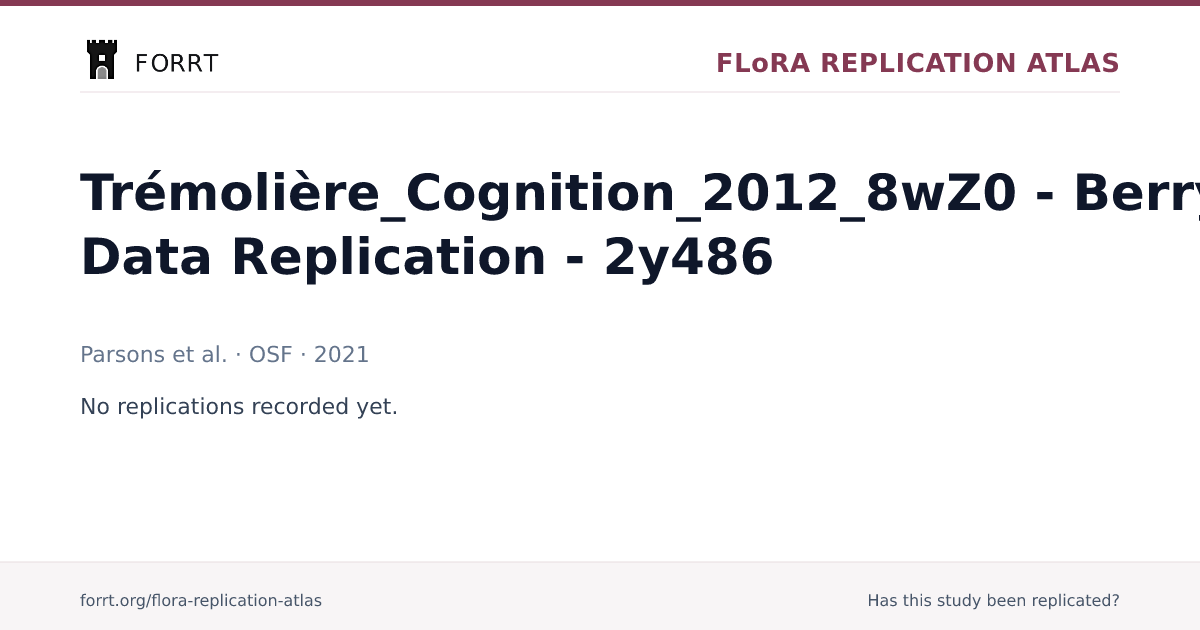 FORRT
FLoRA REPLICATION ATLAS
Trémolière_Cognition_2012_8wZ0 - Berry
Data Replication - 2y486
Parsons et al. · OSF · 2021
No replications recorded yet.
forrt.org/flora-replication-atlas
Has this study been replicated?